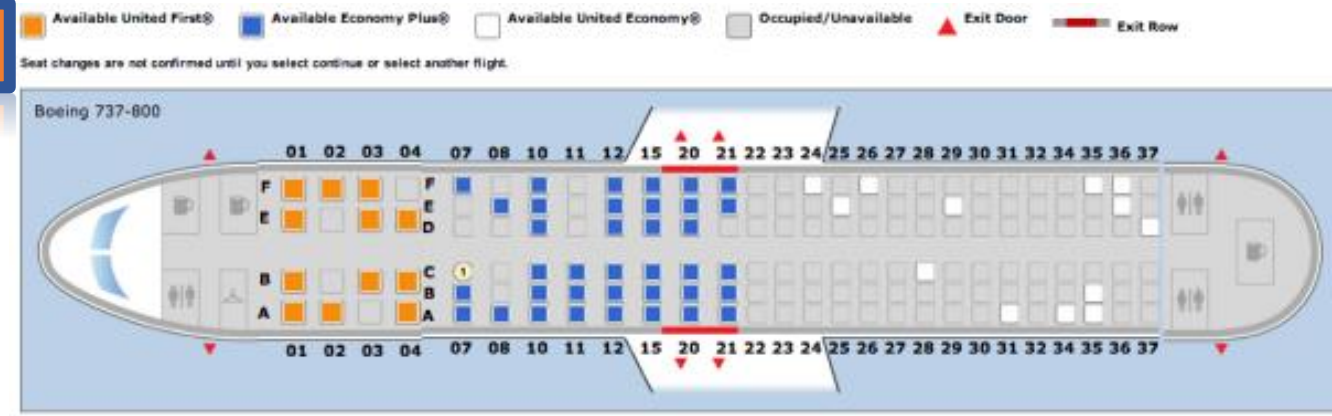 Available United First® Available Economy Plus® Available United Economy® Occupied/Unavailable Exit Door Exit Row
Seat changes are not confirmed until you select continue or select another flight.
Boeing 737-800
01 02 03 04 07 08 10 11 12 15 20 21 22 23 24 25 26 27 28 29 30 31 32 34 35 36 37
F F
E E
D
1
B C
B
A A
01 02 03 04 07 08 10 11 12 15 20 21 22 23 24 25 26 27 28 29 30 31 32 34 35 36 37